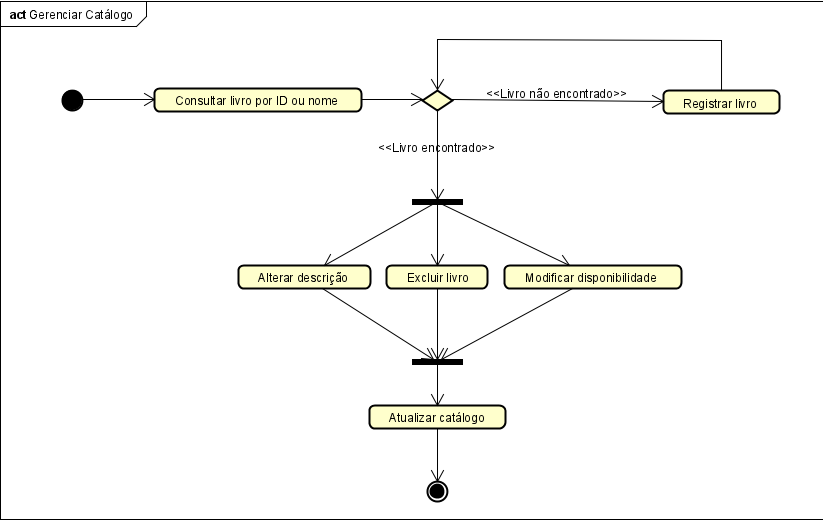 act Gerenciar Catálogo
Consultar livro por ID ou nome
<<Livro não encontrado>>
Registrar livro
<<Livro encontrado>>
Alterar descrição
Excluir livro
Modificar disponibilidade
Atualizar catálogo